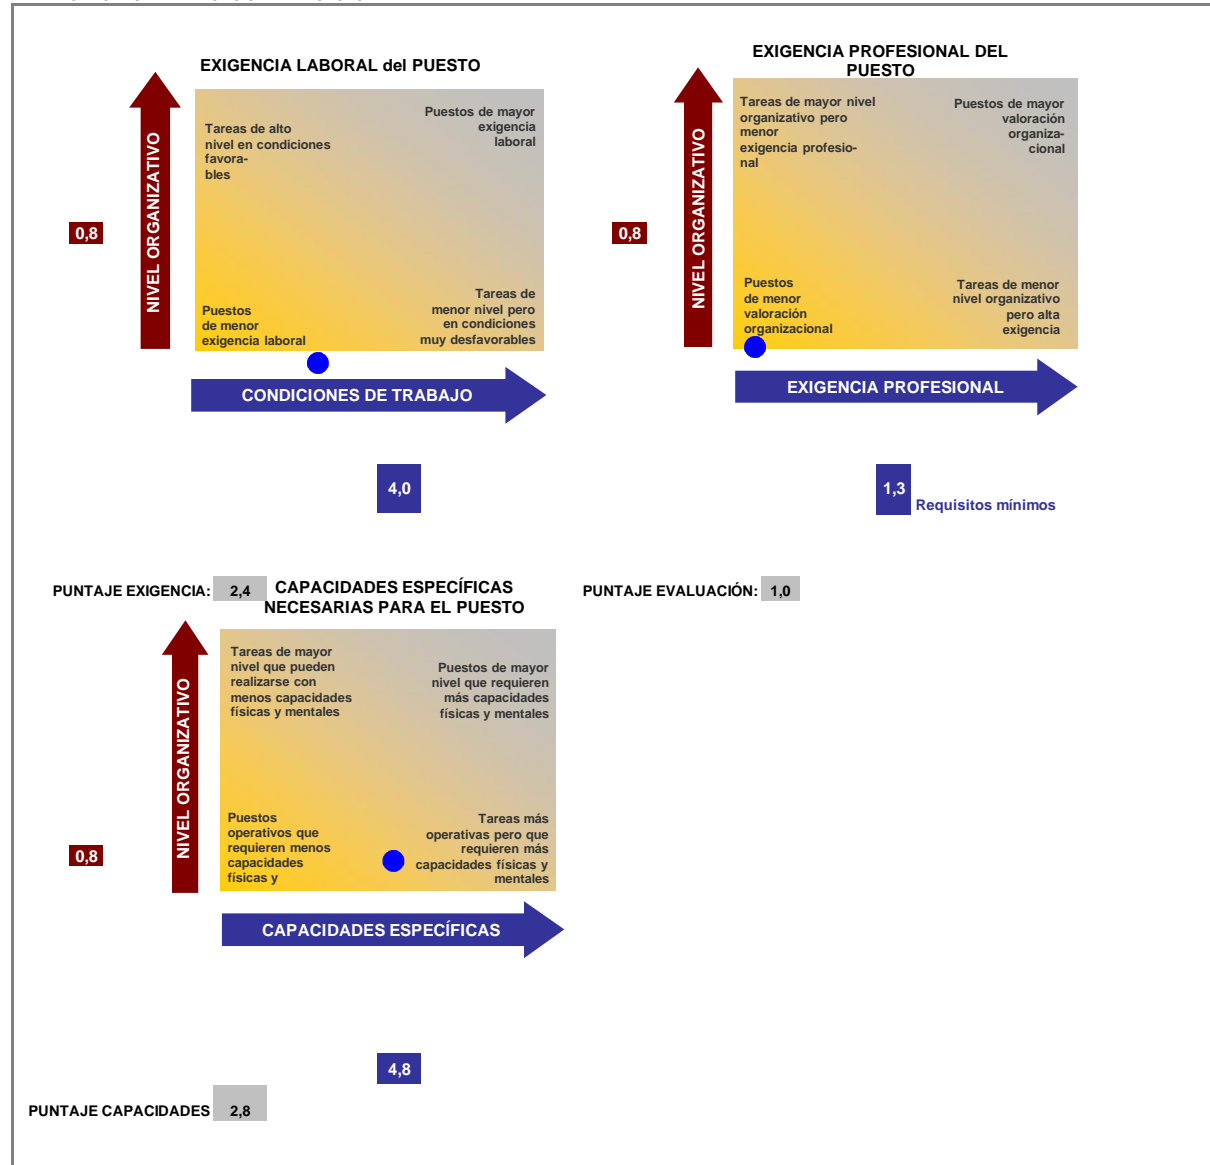 EXIGENCIA LABORAL del PUESTO
NIVEL ORGANIZATIVO
0,8
Tareas de alto
nivel en condiciones
favora-
bles
Puestos de mayor
exigencia
laboral
Puestos
de menor
exigencia laboral
Tareas de
menor nivel pero
en condiciones
muy desfavorables
CONDICIONES DE TRABAJO
4,0
EXIGENCIA PROFESIONAL DEL
PUESTO
NIVEL ORGANIZATIVO
0,8
Tareas de mayor nivel
organizativo pero
menor
exigencia profesio-
nal
Puestos de mayor
valoración
organiza-
cional
Puestos
de menor
valoración
organizacional
Tareas de menor
nivel organizativo
pero alta
exigencia
EXIGENCIA PROFESIONAL
1,3
Requisitos mínimos
PUNTAJE EXIGENCIA: 2,4
PUNTAJE EVALUACIÓN: 1,0
CAPACIDADES ESPECÍFICAS
NECESARIAS PARA EL PUESTO
NIVEL ORGANIZATIVO
0,8
Tareas de mayor
nivel que pueden
realizarse con
menos capacidades
físicas y mentales
Puestos de mayor
nivel que requieren
más capacidades
físicas y mentales
Puestos
operativos que
requieren menos
capacidades
físicas y
Tareas más
operativas pero que
requieren más
capacidades físicas y
mentales
CAPACIDADES ESPECÍFICAS
4,8
PUNTAJE CAPACIDADES 2,8